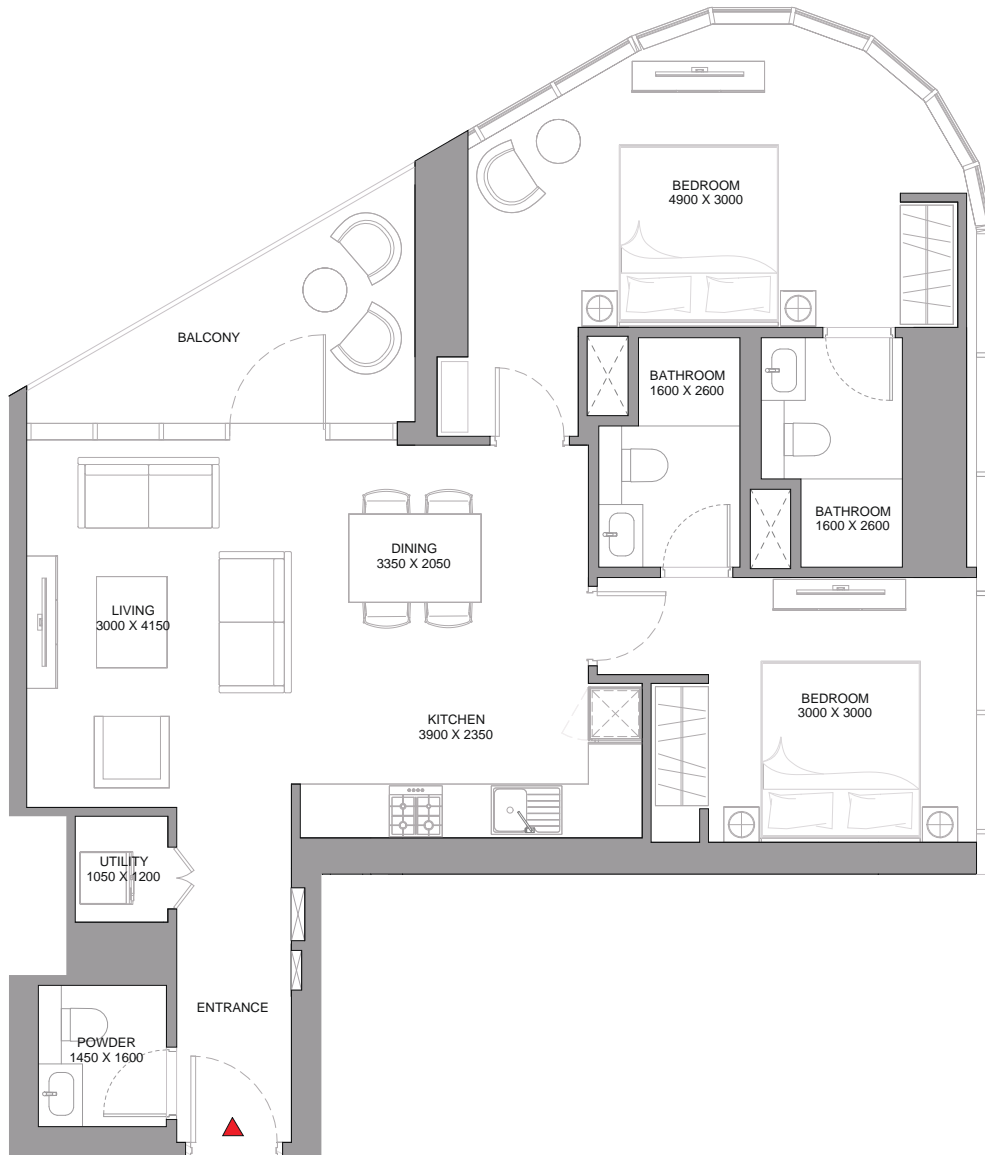 BEDROOM
4900 X 3000
BALCONY
BATHROOM
1600 X 2600
BATHROOM
1600 X 2600
DINING
3350 X 2050
LIVING
3000 X 4150
BEDROOM
3000 X 3000
KITCHEN
3900 X 2350
UTILITY
1050 X 1200
ENTRANCE
POWDER
1450 X 1600